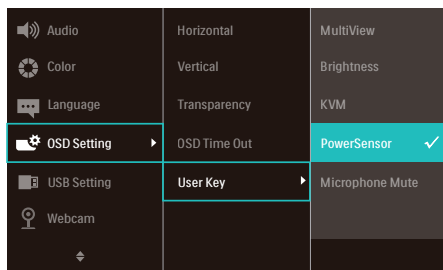 Audio
Color
Language
OSD Setting
USB Setting
Webcam
Horizontal
Vertical
Transparency
OSD Time Out
User Key
MultiView
Brightness
KVM
PowerSensor
Microphone Mute